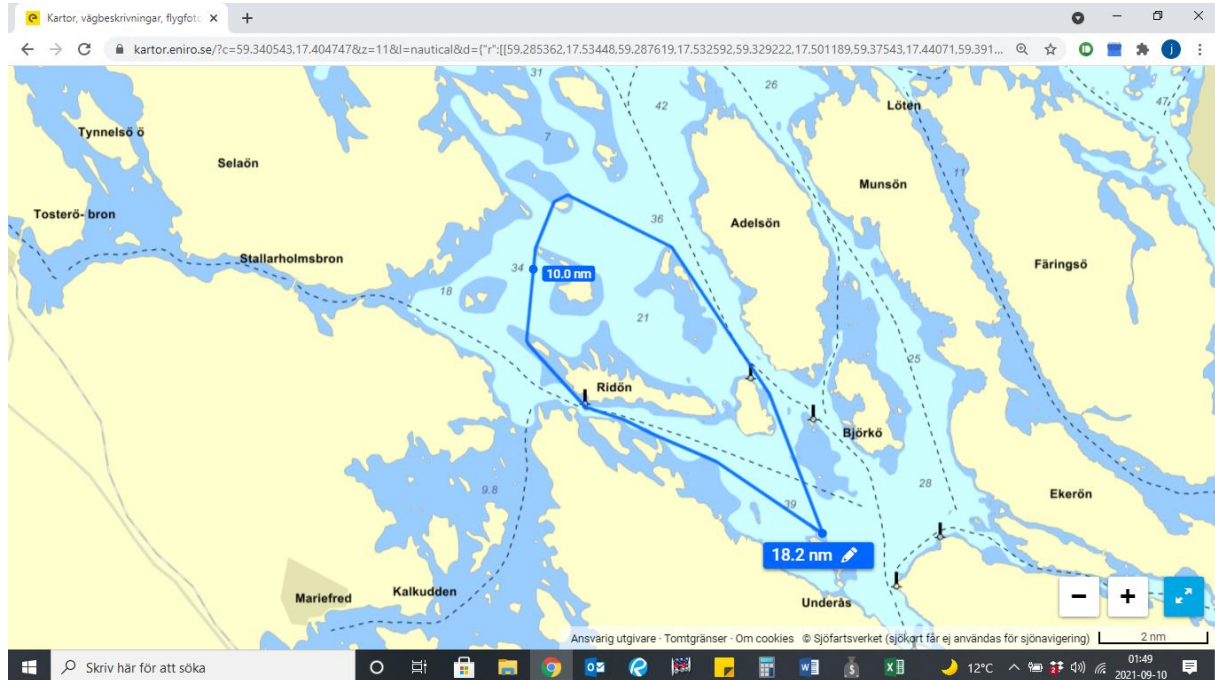 Kartor, vägbeskrivningar, flygfoto
kartor.eniro.se/?c=59.340543,17.404747&z=11&l=nautical&d={"r":[[59.285362,17.53448,59.287619,17.532592,59.329222,17.501189,59.37543,17.44071,59.391...
31
26
42
47
Löten
Tynnelsö ö
7
Selaön
11
Munsön
Tosterö- bron
36
Adelsön
Stallarholmsbron
Färingsö
34
10.0 nm
18
21
25
Ridön
Björkö
9.8
28
39
Ekerön
18.2 nm
Mariefred
Kalkudden
Underås
Ansvarig utgivare · Tomtgränser · Om cookies © Sjöfartsverket (sjökort får ej användas för sjönavigering) 2 nm
Skriv här för att söka
12°C
01:49
2021-09-10